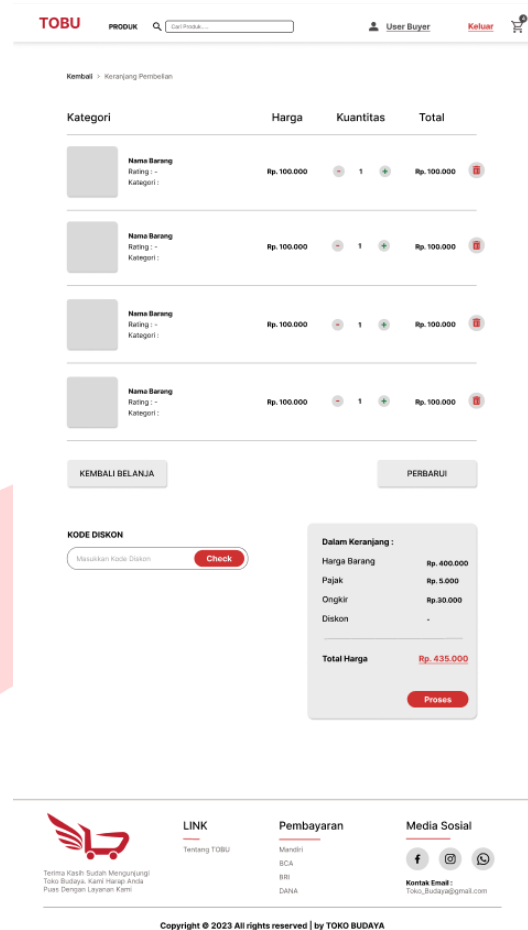 TOBU PRODUK Cari Produk.... User Buyer Keluar
Kembali > Keranjang Pembelian
Kategori Harga Kuantitas Total
Nama Barang
Rating : -
Kategori :
Rp. 100.000 - 1 + Rp. 100.000
Nama Barang
Rating : -
Kategori :
Rp. 100.000 - 1 + Rp. 100.000
Nama Barang
Rating : -
Kategori :
Rp. 100.000 - 1 + Rp. 100.000
Nama Barang
Rating : -
Kategori :
Rp. 100.000 - 1 + Rp. 100.000
KEMBALI BELANJA PERBARUI
KODE DISKON
Masukkan Kode Diskon Check
Dalam Keranjang :
Harga Barang Rp. 400.000
Pajak Rp. 5.000
Ongkir Rp.30.000
Diskon -
Total Harga Rp. 435.000
Proses
Terima Kasih Sudah Mengunjungi
Toko Budaya. Kami Harap Anda
Puas Dengan Layanan Kami
LINK
Tentang TOBU
Pembayaran
Mandiri
BCA
BRI
DANA
Media Sosial
Kontak Email :
Toko_Budaya@gmail.com
Copyright © 2023 All rights reserved | by TOKO BUDAYA